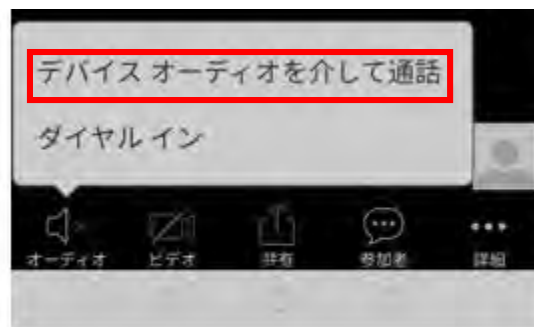 デバイス オーディオを介して通話
ダイヤル イン
オーディオ ビデオ 共有 参加者 詳細